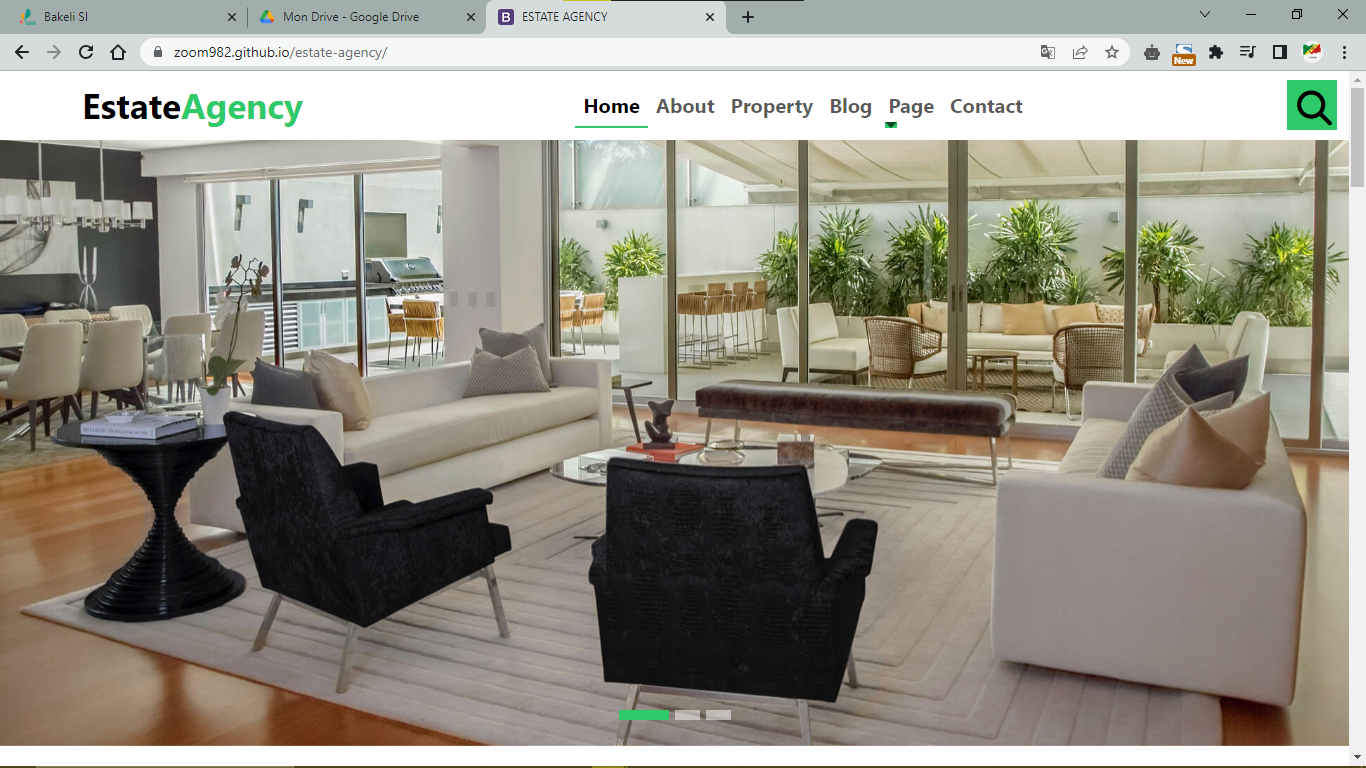 Bakeli SI
Mon Drive - Google Drive
ESTATE AGENCY
zoom982.github.io/estate-agency/
New
EstateAgency
Home
About
Property
Blog
Page
Contact